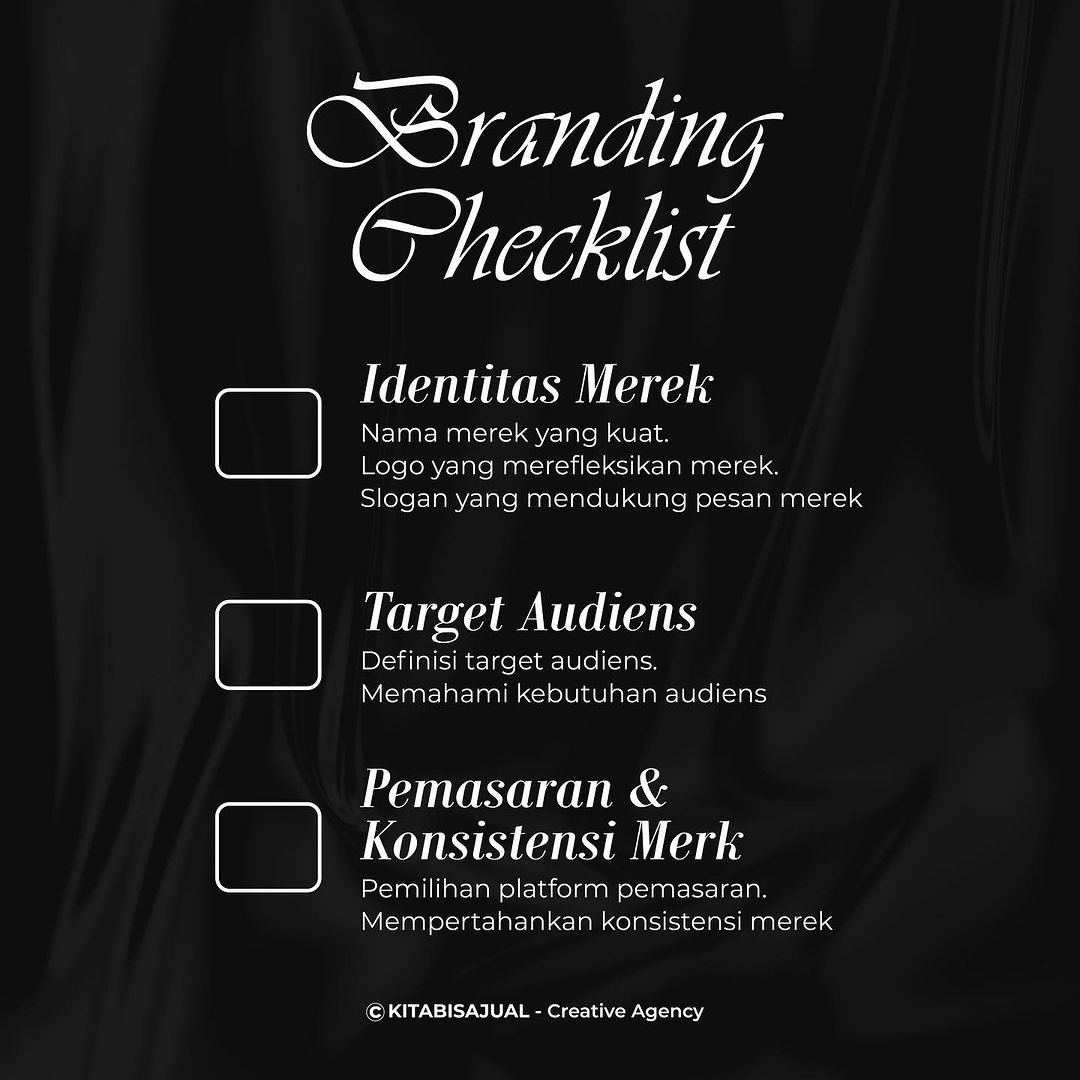 Branding
Checklist
Identitas Merek
Nama merek yang kuat.
Logo yang merefleksikan merek.
Slogan yang mendukung pesan merek
Target Audiens
Definisi target audiens.
Memahami kebutuhan audiens
Pemasaran &
Konsistensi Merk
Pemilihan platform pemasaran.
Mempertahankan konsistensi merek
©KITABISAJUAL - Creative Agency